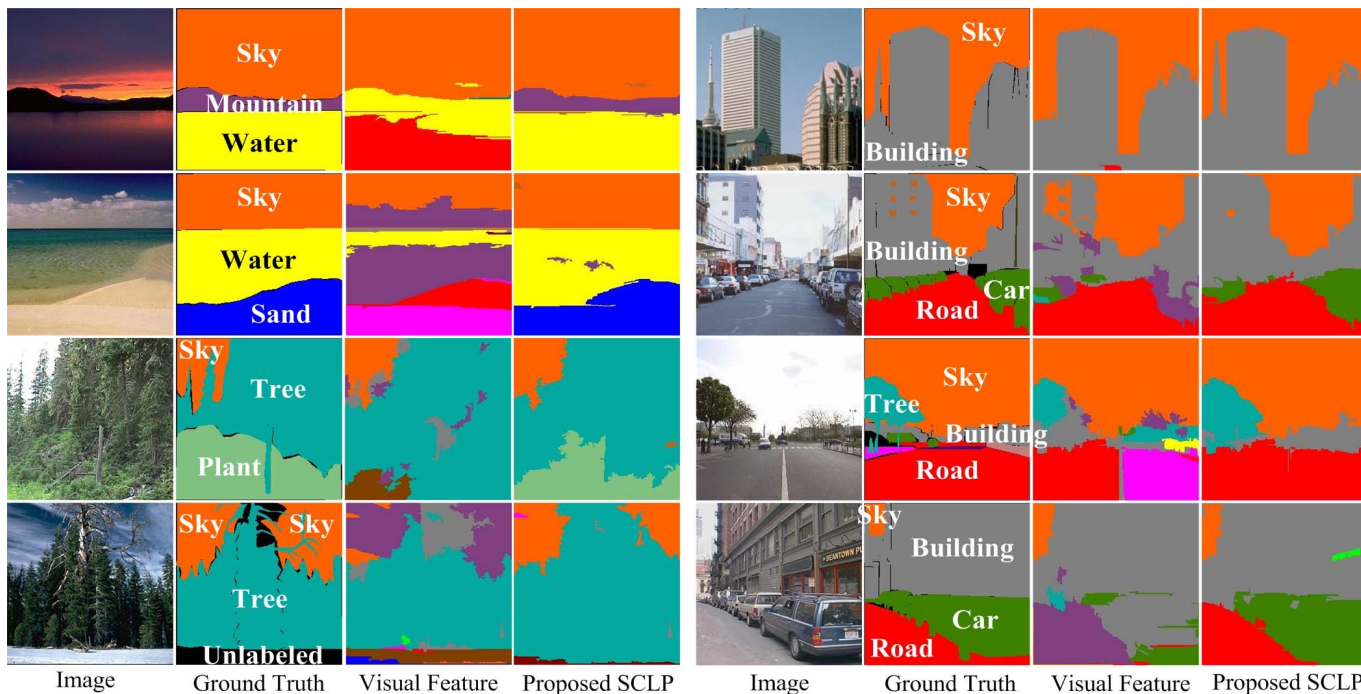 Sky
Mountain
Water
Sky
Building
Sky
Water
Sand
Sky
Building
Car
Road
Sky
Tree
Plant
Sky
Tree
Building
Road
Sky
Sky
Tree
Unlabeled
Sky
Building
BEANTOWN PU
Car
Road
Image
Ground Truth
Visual Feature
Proposed SCLP
Image
Ground Truth
Visual Feature
Proposed SCLP